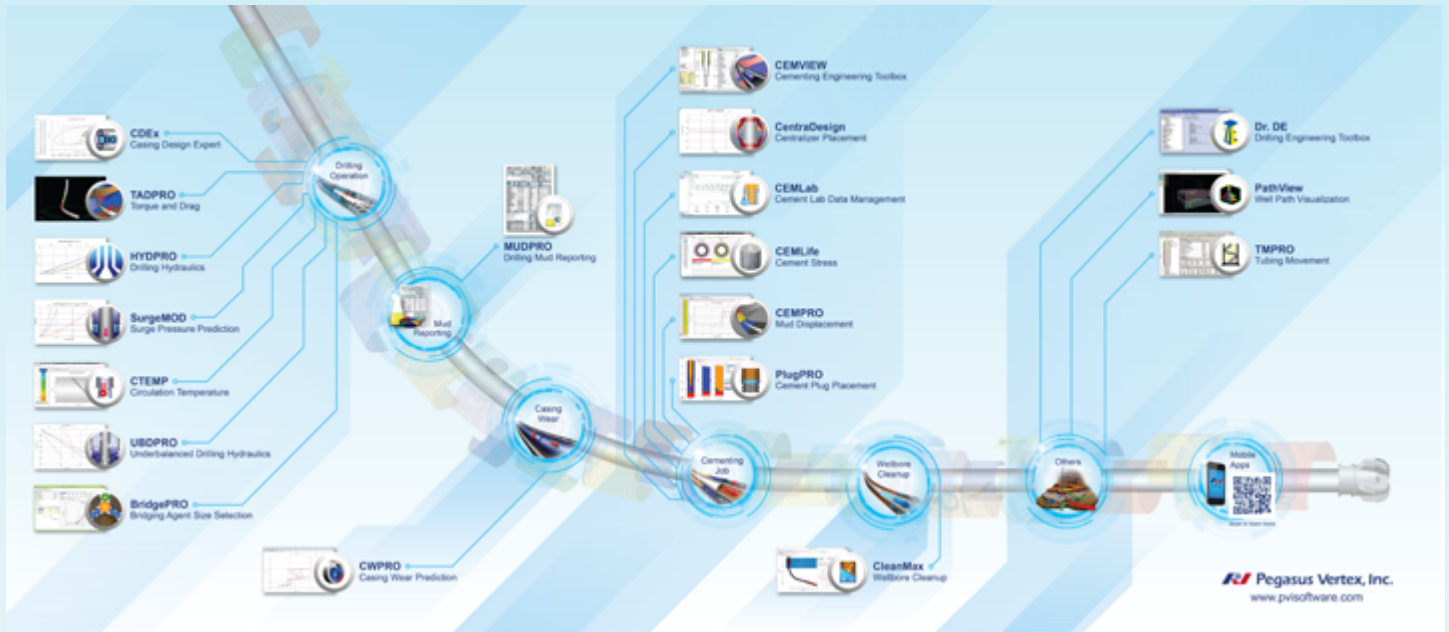 CDEx
Casing Design Expert
TADPRO
Torque and Drag
HYDPRO
Drilling Hydraulics
SurgeMOD
Surge Pressure Prediction
CTEMP
Circulation Temperature
UBDPRO
Underbalanced Drilling Hydraulics
BridgePRO
Bridging Agent Size Selection
Drilling
Operation
MUDPRO
Drilling Mud Reporting
Mud
Reporting
Casing
Wear
CWPRO
Casing Wear Prediction
CEMVIEW
Cementing Engineering Toolbox
CentraDesign
Centralizer Placement
CEMLab
Cement Lab Data Management
CEMLife
Cement Stress
CEMPRO
Mud Displacement
PlugPRO
Cement Plug Placement
Cementing
Job
Wellbore
Cleanup
CleanMax
Wellbore Cleanup
Dr. DE
Drilling Engineering Toolbox
PathView
Well Path Visualization
TMPRO
Tubing Movement
Others
Mobile
Apps
Pegasus Vertex, Inc.
www.pvisoftware.com